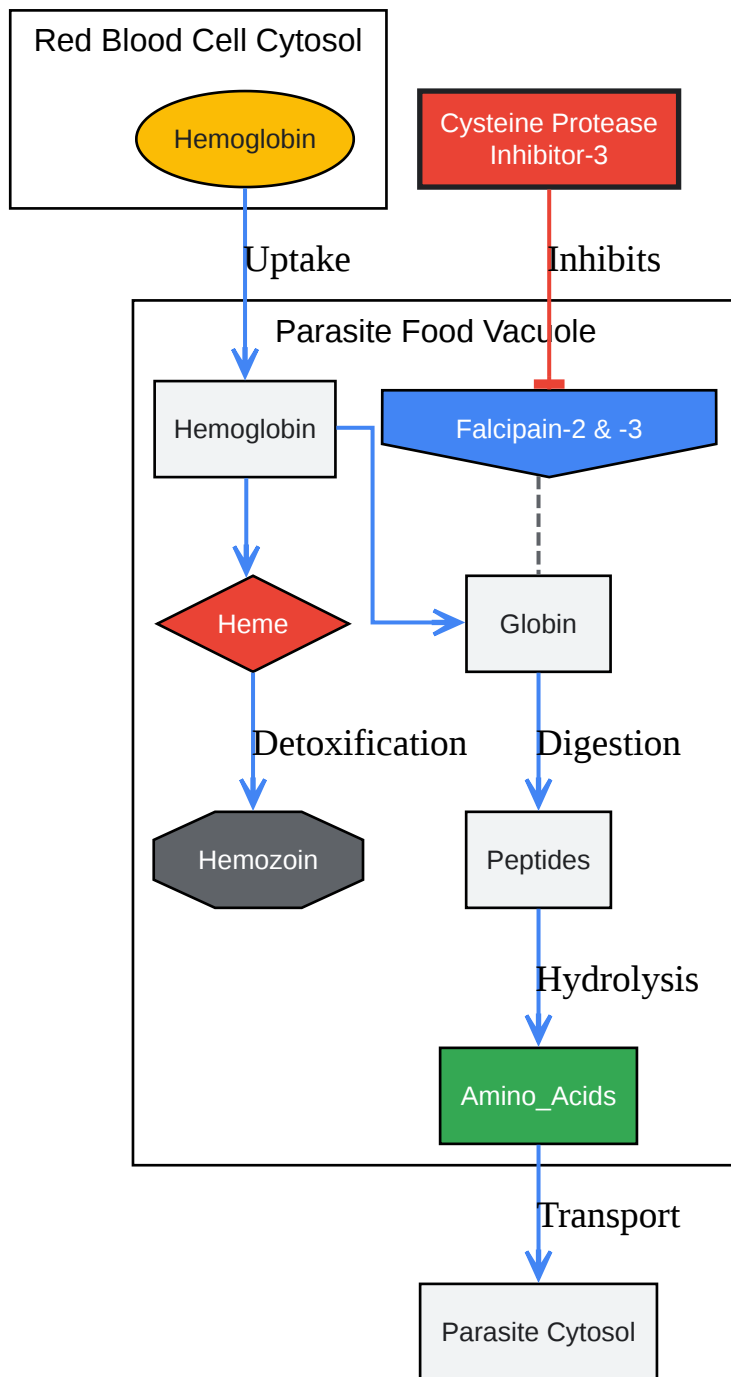 Red Blood Cell Cytosol
Hemoglobin
Cysteine Protease
Inhibitor-3
Uptake
Inhibits
Parasite Food Vacuole
Hemoglobin
Falcipain-2 & -3
Heme
Globin
Detoxification
Digestion
Hemozoin
Peptides
Hydrolysis
Amino_Acids
Transport
Parasite Cytosol